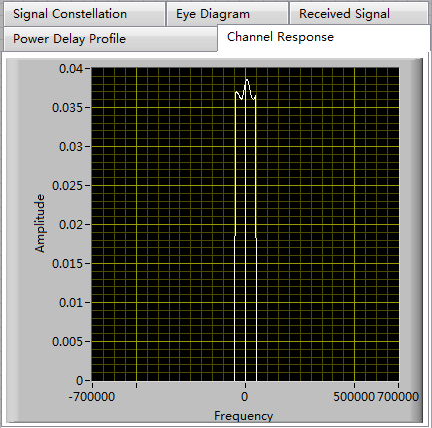 Signal Constellation Eye Diagram Received Signal
Power Delay Profile Channel Response
0.04
0.035
0.03
0.025
0.02
0.015
0.01
0.005
0
Amplitude
-700000 0 500000 700000
Frequency